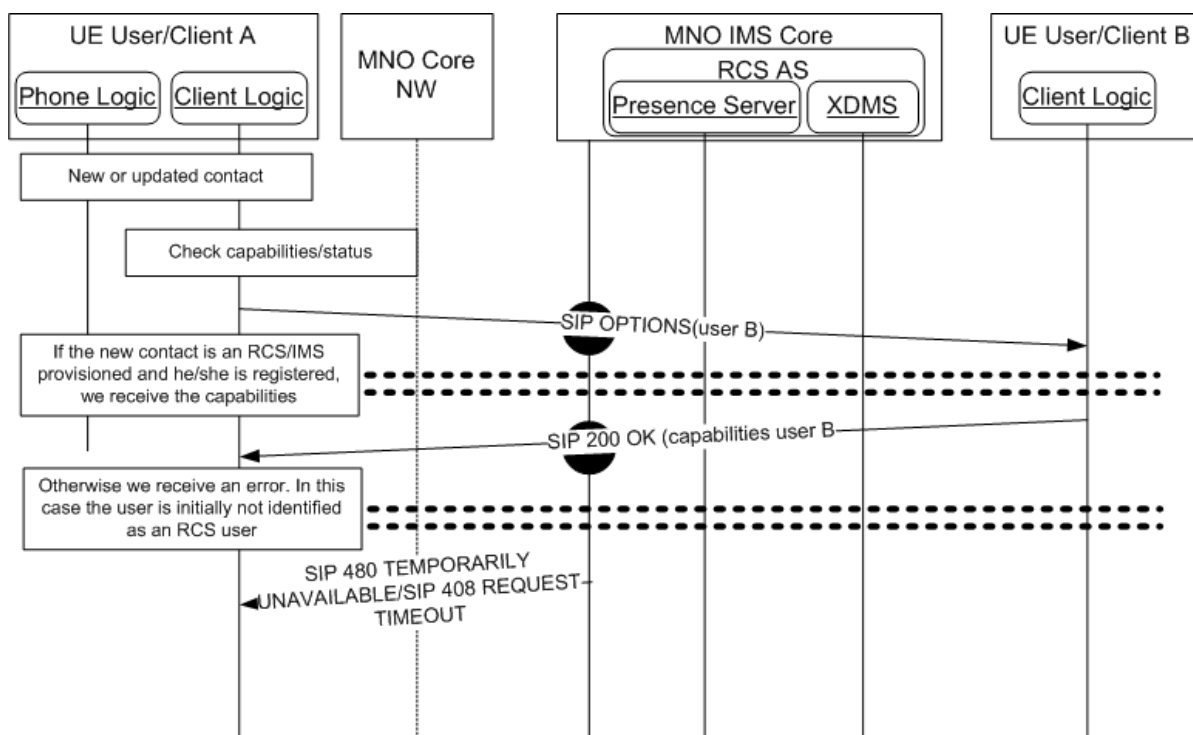 UE User/Client A
Phone Logic
Client Logic
MNO Core
NW
MNO IMS Core
RCS AS
Presence Server
XDMS
UE User/Client B
Client Logic
New or updated contact
Check capabilities/status
SIP OPTIONS(user B)
If the new contact is an RCS/IMS
provisioned and he/she is registered,
we receive the capabilities
SIP 200 OK (capabilities user B
Otherwise we receive an error. In this
case the user is initially not identified
as an RCS user
SIP 480 TEMPORARILY
UNAVAILABLE/SIP 408 REQUEST
TIMEOUT